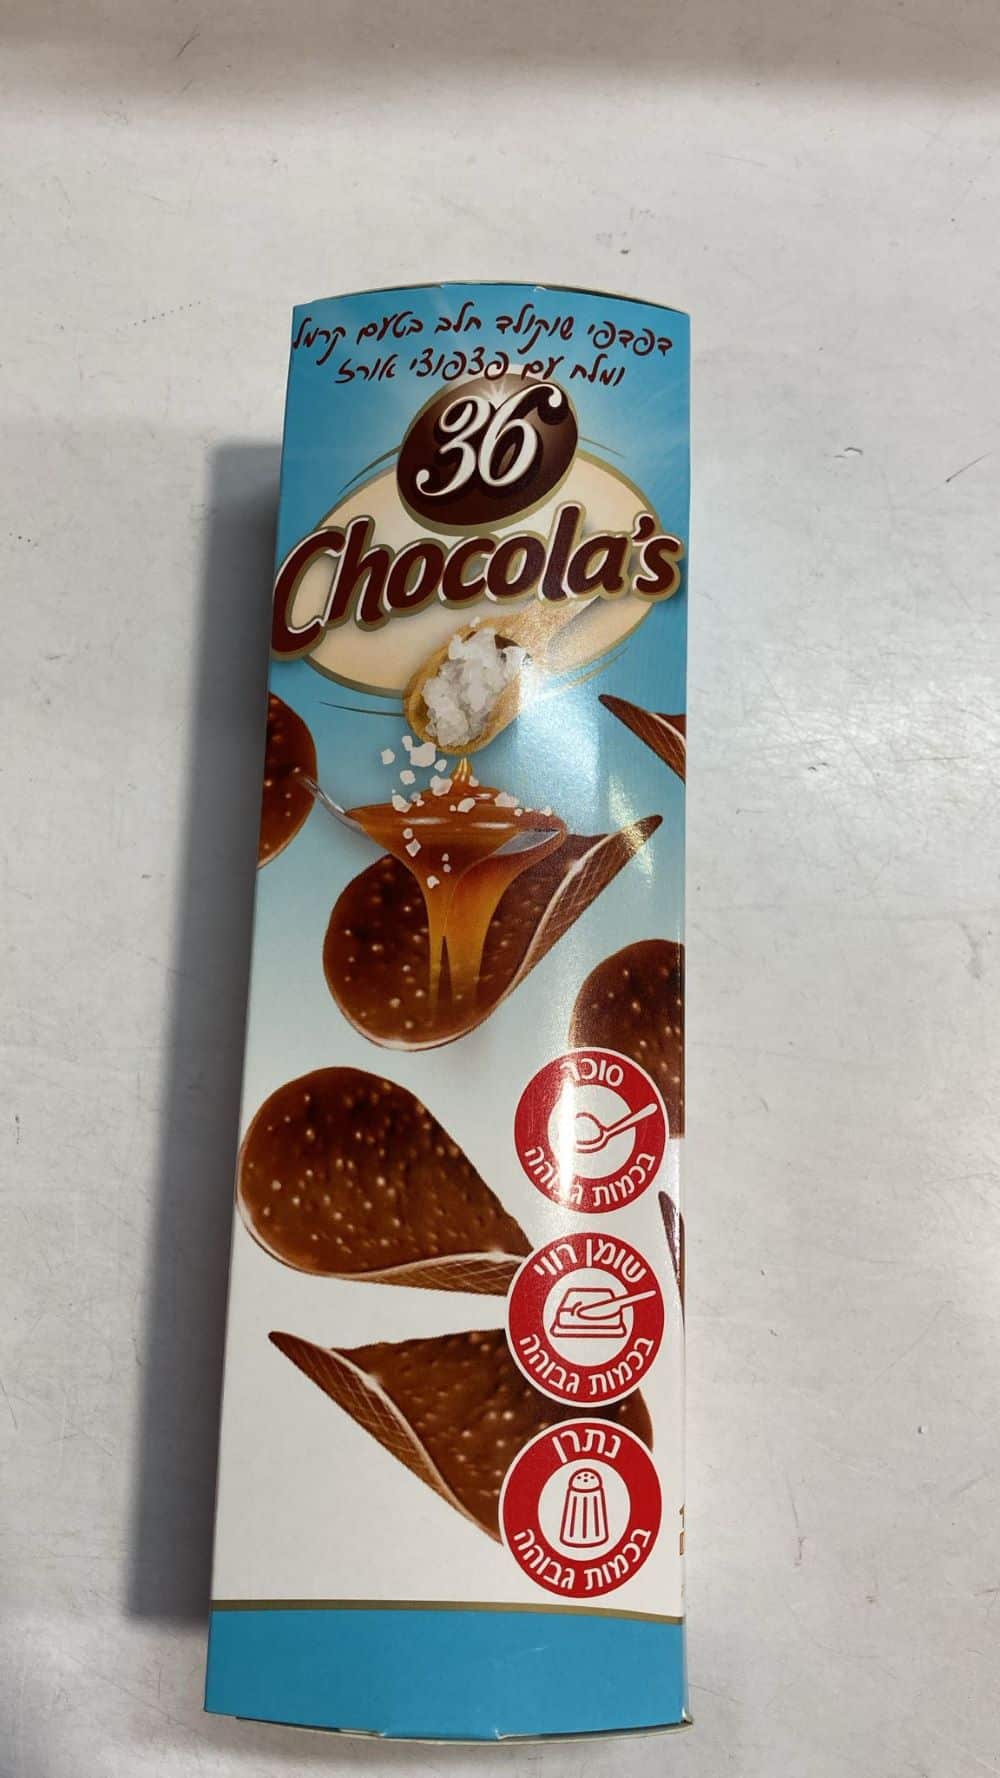 דפדפי שוקולד חלב בטעם קרמל
ומלח עם פצפוצי אורז
36
Chocola's
סוכר
בכמות גבוהה
שומן רווי
בכמות גבוהה
נתרן
בכמות גבוהה